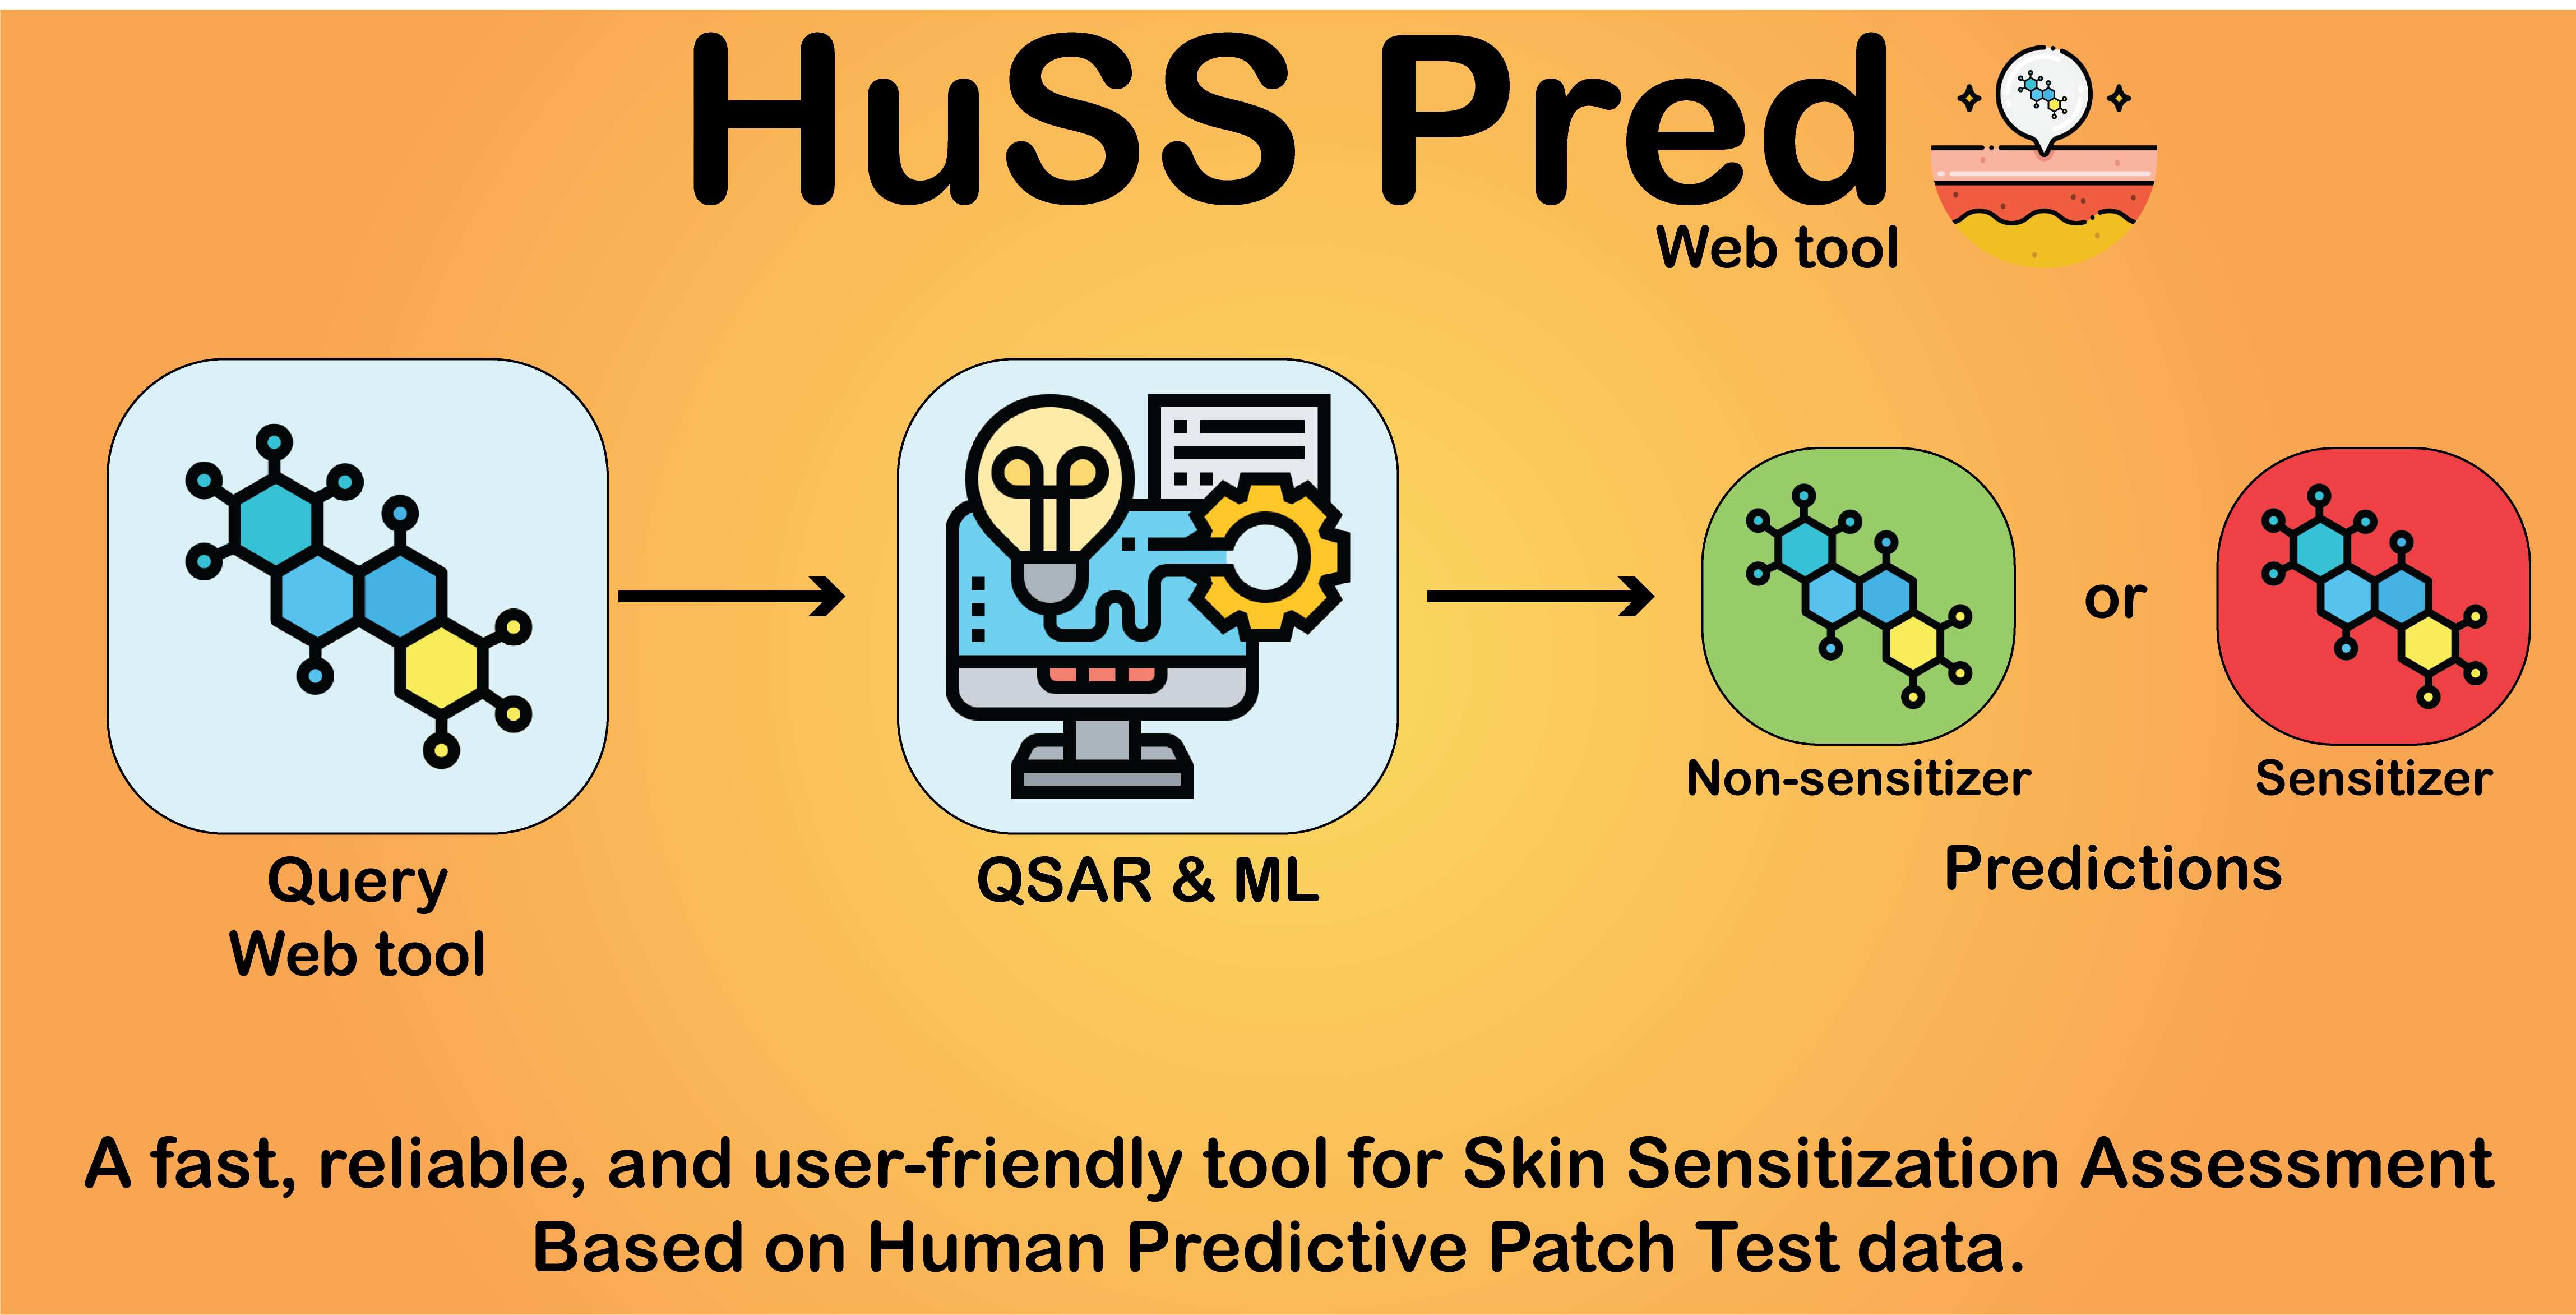 HuSS Pred
Web tool
Query
Web tool
QSAR & ML
Non-sensitizer
or
Sensitizer
Predictions
A fast, reliable, and user-friendly tool for Skin Sensitization Assessment
Based on Human Predictive Patch Test data.